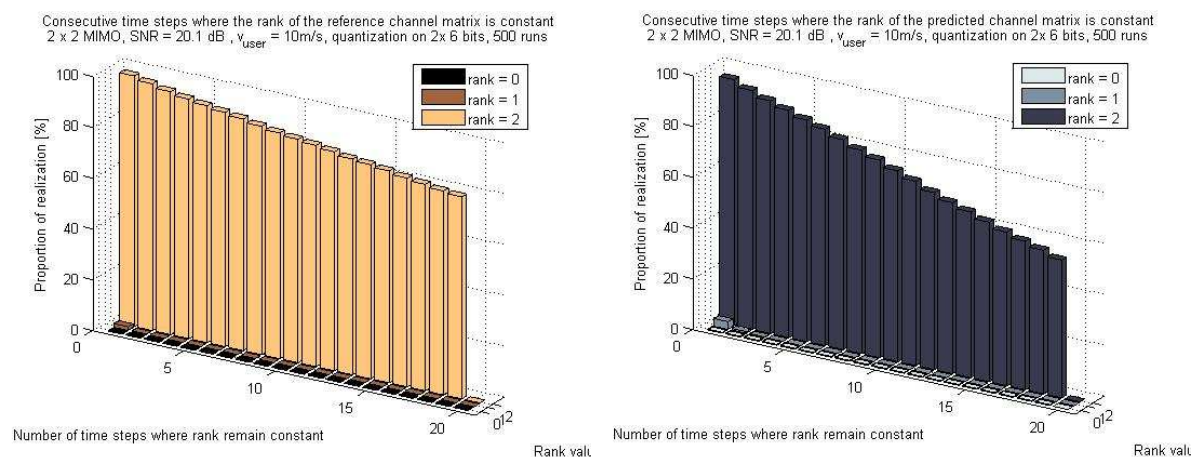 Consecutive time steps where the rank of the reference channel matrix is constant
2 x 2 MIMO, SNR = 20.1 dB , v_user = 10m/s, quantization on 2x 6 bits, 500 runs
rank = 0
rank = 1
rank = 2
Proportion of realization [%]
100
80
60
40
20
0
0
5
10
15
20
0
1
2
Number of time steps where rank remain constant
Rank valu
Consecutive time steps where the rank of the predicted channel matrix is constant
2 x 2 MIMO, SNR = 20.1 dB , v_user = 10m/s, quantization on 2x 6 bits, 500 runs
rank = 0
rank = 1
rank = 2
Proportion of realization [%]
100
80
60
40
20
0
0
5
10
15
20
0
1
2
Number of time steps where rank remain constant
Rank valu